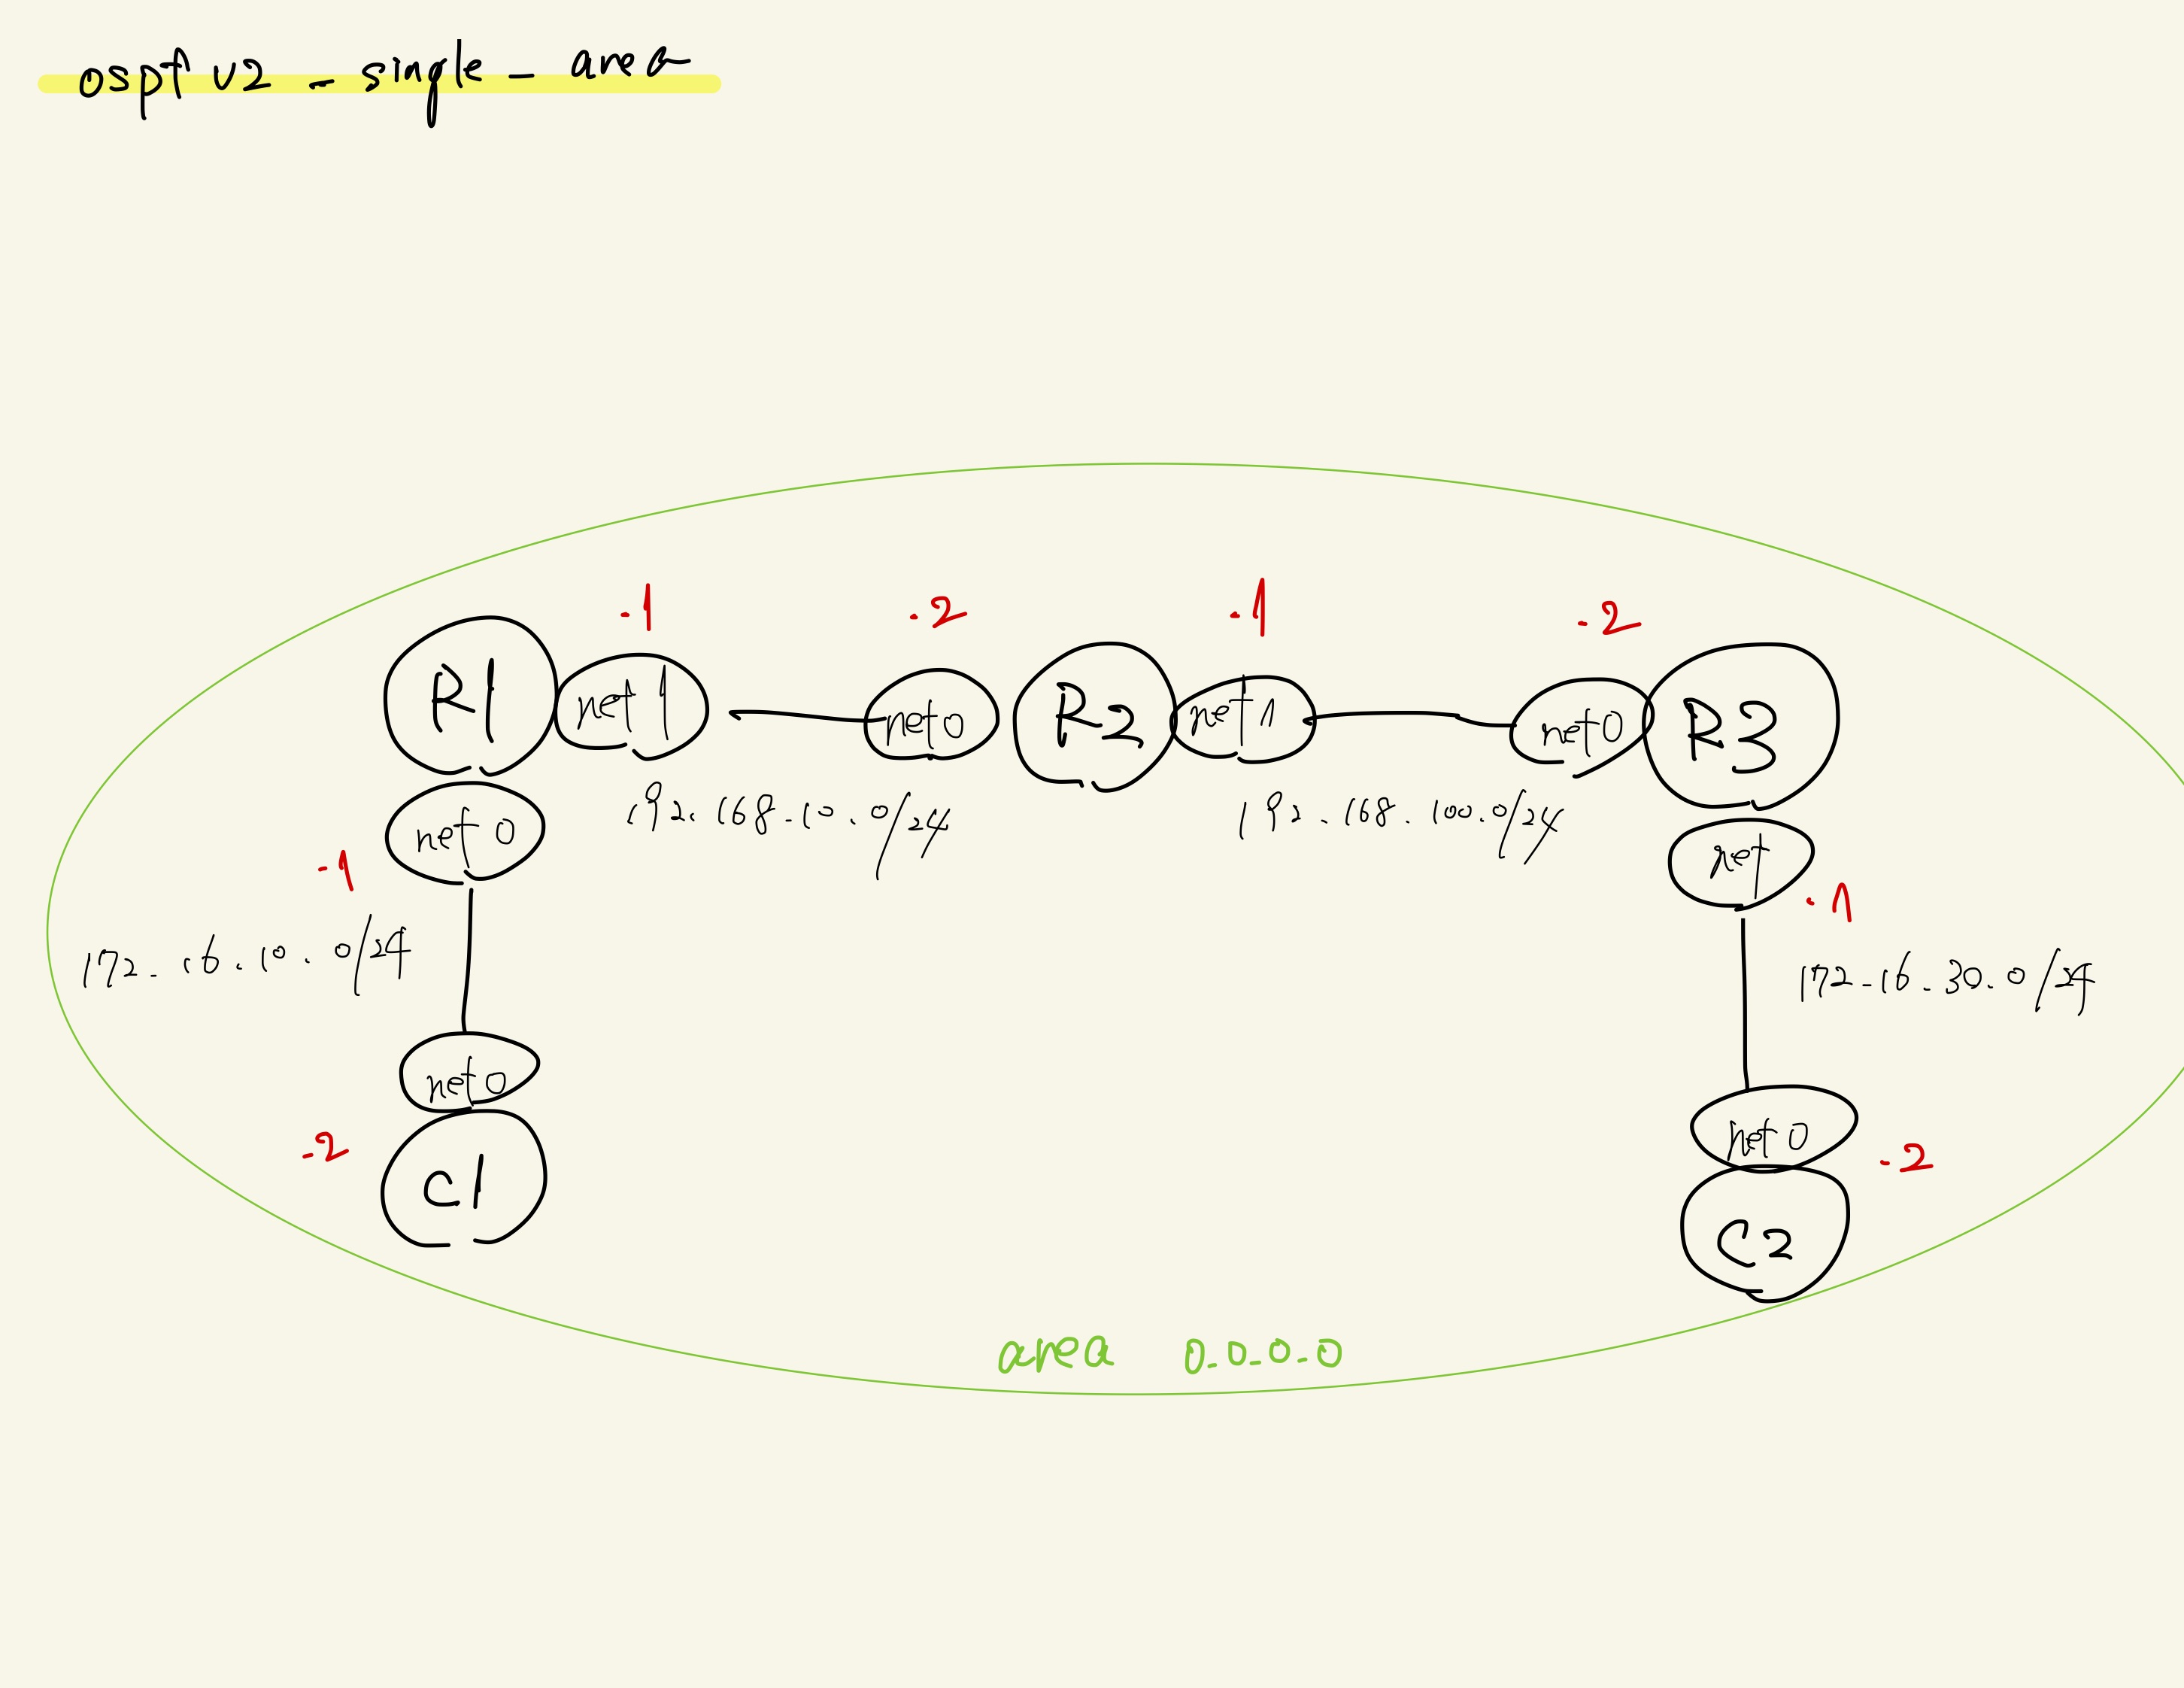 ospf v2 - single - area
.1
.2
.1
.2
R1
net 1
net0
R2
net1
net0
R3
192.168.10.0/24
192.168.100.0/24
net 0
net
.1
.1
172.16.10.0/24
172.16.30.0/24
net0
net 0
.2
.2
C1
C2
area 0.0.0.0